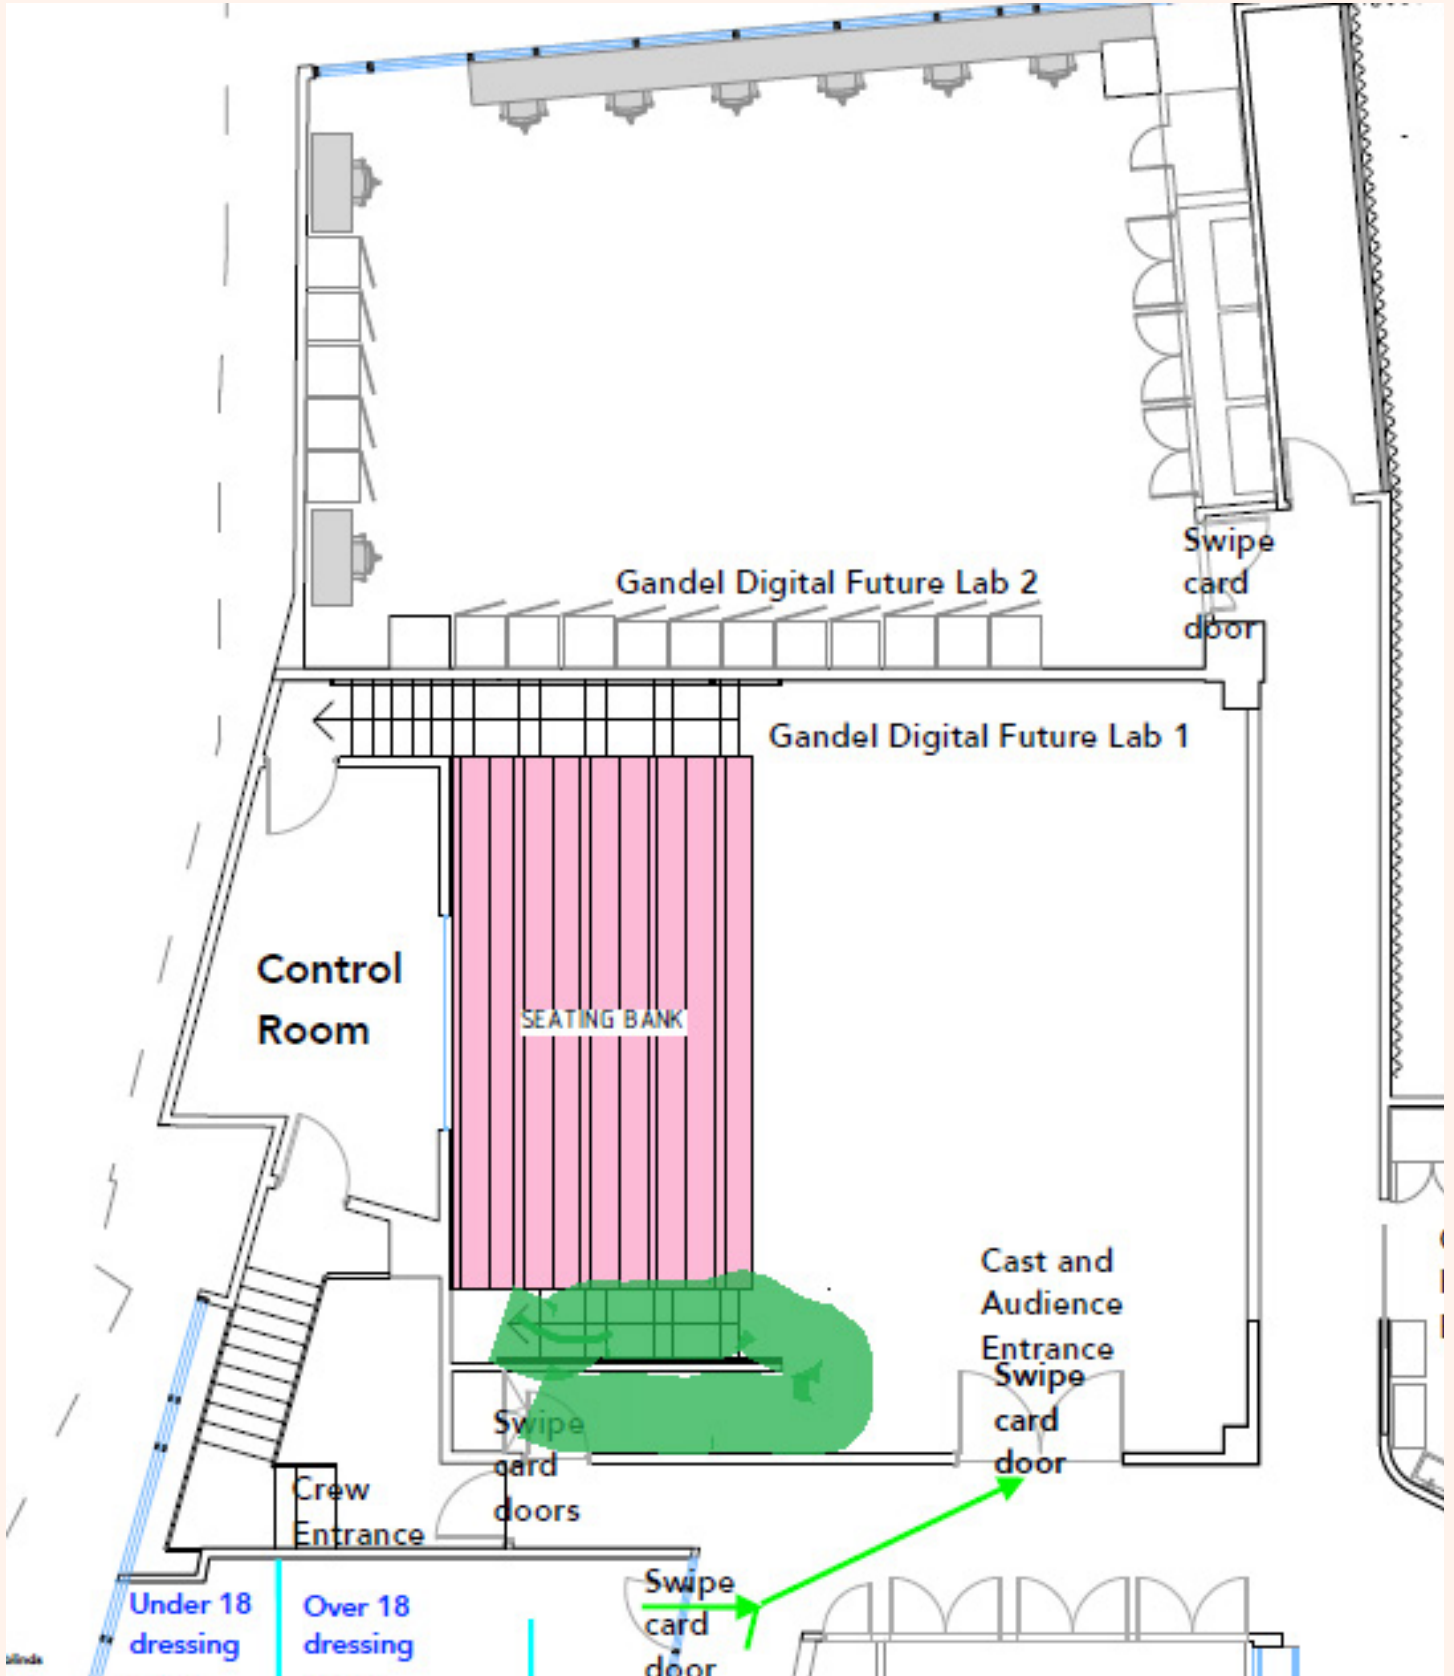 Swipe
card
door
Gandel Digital Future Lab 2
Gandel Digital Future Lab 1
Control
Room
SEATING BANK
Cast and
Audience
Entrance
Swipe
card
door
Swipe
card
doors
Crew
Entrance
Swipe
card
door
Under 18
dressing
Over 18
dressing
blinds